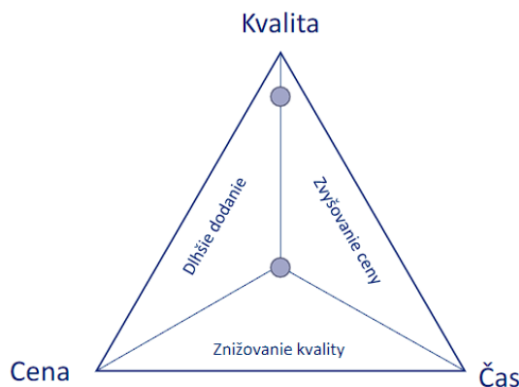 Kvalita
Dlhšie dodanie
Zvyšovanie ceny
Znižovanie kvality
Cena
Čas